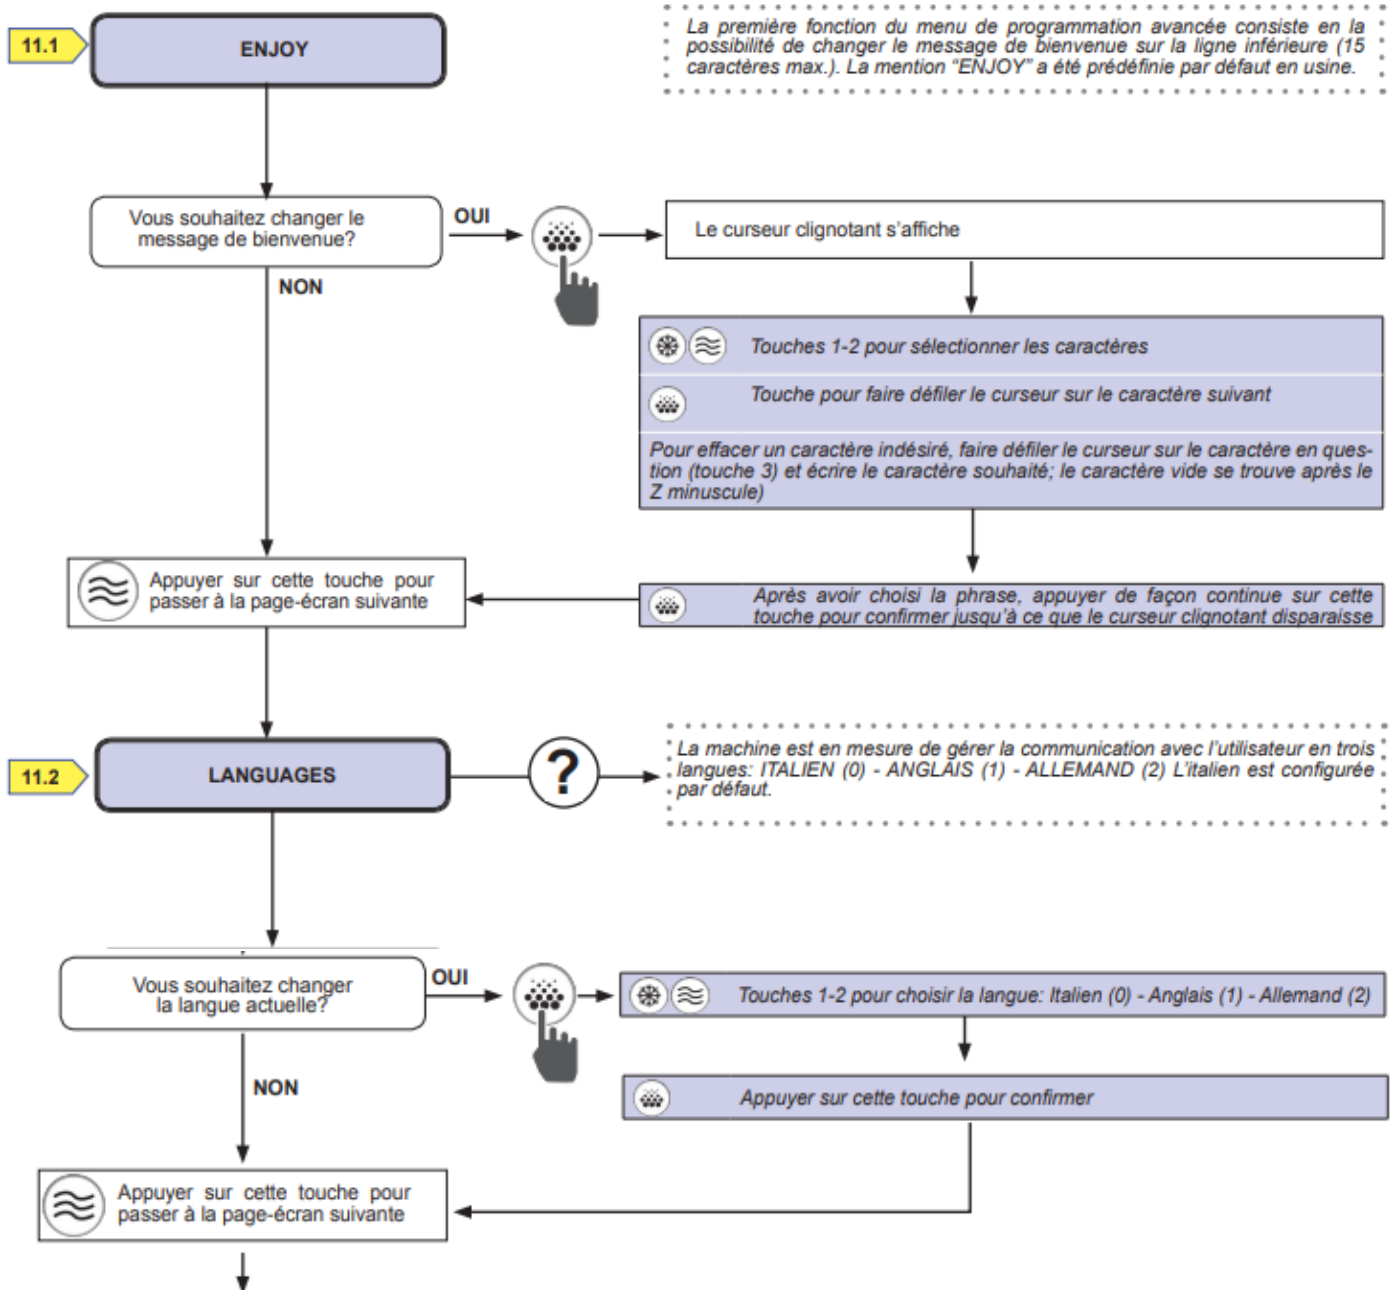 11.1
ENJOY
La première fonction du menu de programmation avancée consiste en la
possibilité de changer le message de bienvenue sur la ligne inférieure (15
caractères max.). La mention “ENJOY” a été prédéfinie par défaut en usine.
Vous souhaitez changer le
message de bienvenue?
OUI
Le curseur clignotant s’affiche
NON
Touches 1-2 pour sélectionner les caractères
Touche pour faire défiler le curseur sur le caractère suivant
Pour effacer un caractère indésiré, faire défiler le curseur sur le caractère en ques-
tion (touche 3) et écrire le caractère souhaité; le caractère vide se trouve après le
Z minuscule)
Appuyer sur cette touche pour
passer à la page-écran suivante
Après avoir choisi la phrase, appuyer de façon continue sur cette
touche pour confirmer jusqu’à ce que le curseur clignotant disparaisse
11.2
LANGUAGES
?
La machine est en mesure de gérer la communication avec l’utilisateur en trois
langues: ITALIEN (0) - ANGLAIS (1) - ALLEMAND (2) L’italien est configurée
par défaut.
Vous souhaitez changer
la langue actuelle?
OUI
Touches 1-2 pour choisir la langue: Italien (0) - Anglais (1) - Allemand (2)
NON
Appuyer sur cette touche pour confirmer
Appuyer sur cette touche pour
passer à la page-écran suivante